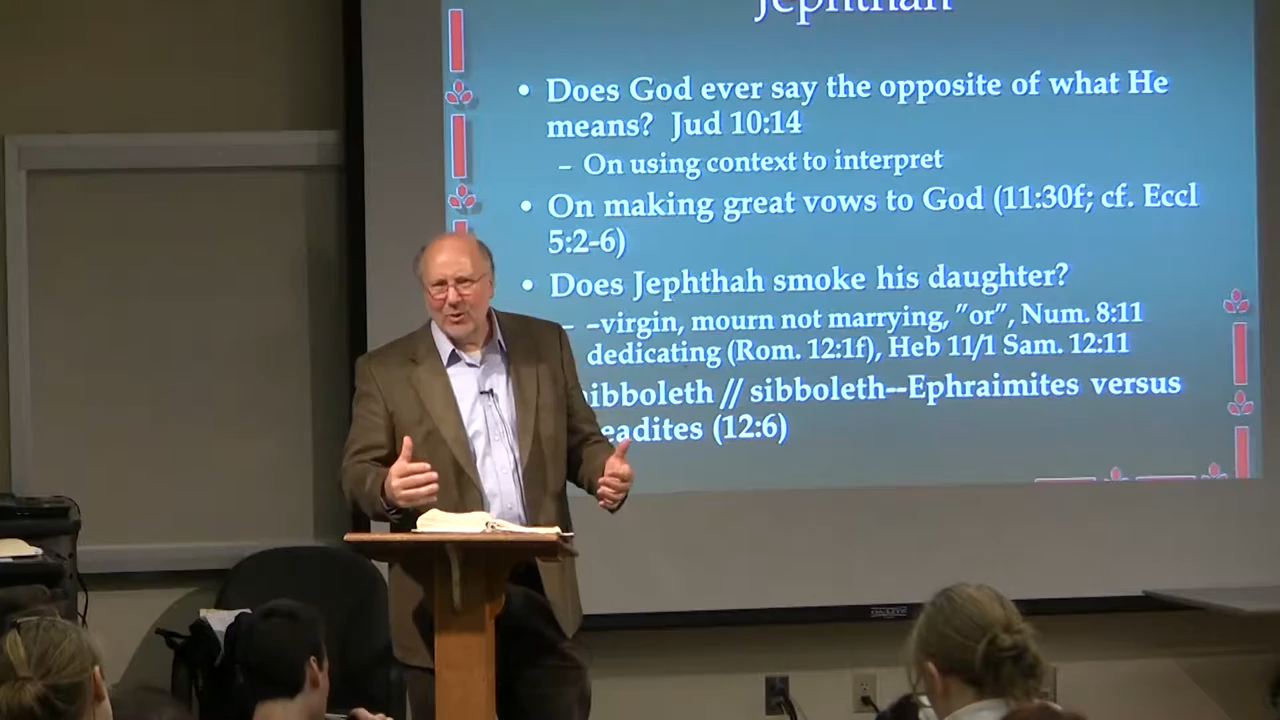 Jephthah
• Does God ever say the opposite of what He
means? Jud 10:14
– On using context to interpret
• On making great vows to God (11:30f; cf. Eccl
5:2-6)
• Does Jephthah smoke his daughter?
– –virgin, mourn not marrying, ”or”, Num. 8:11
dedicating (Rom. 12:1f), Heb 11/1 Sam. 12:11
ibboleth // sibboleth--Ephraimites versus
eadites (12:6)